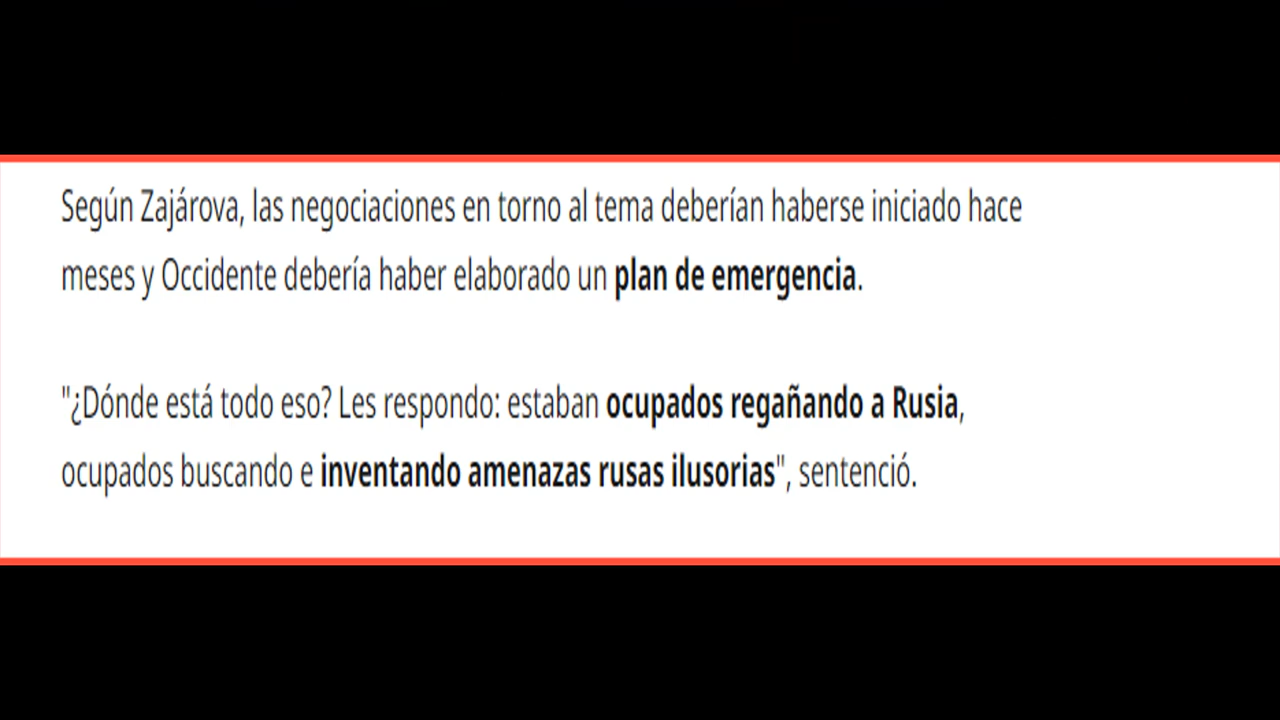 Según Zajárova, las negociaciones en torno al tema deberían haberse iniciado hace
meses y Occidente debería haber elaborado un plan de emergencia.
"¿Dónde está todo eso? Les respondo: estaban ocupados regañando a Rusia,
ocupados buscando e inventando amenazas rusas ilusorias", sentenció.